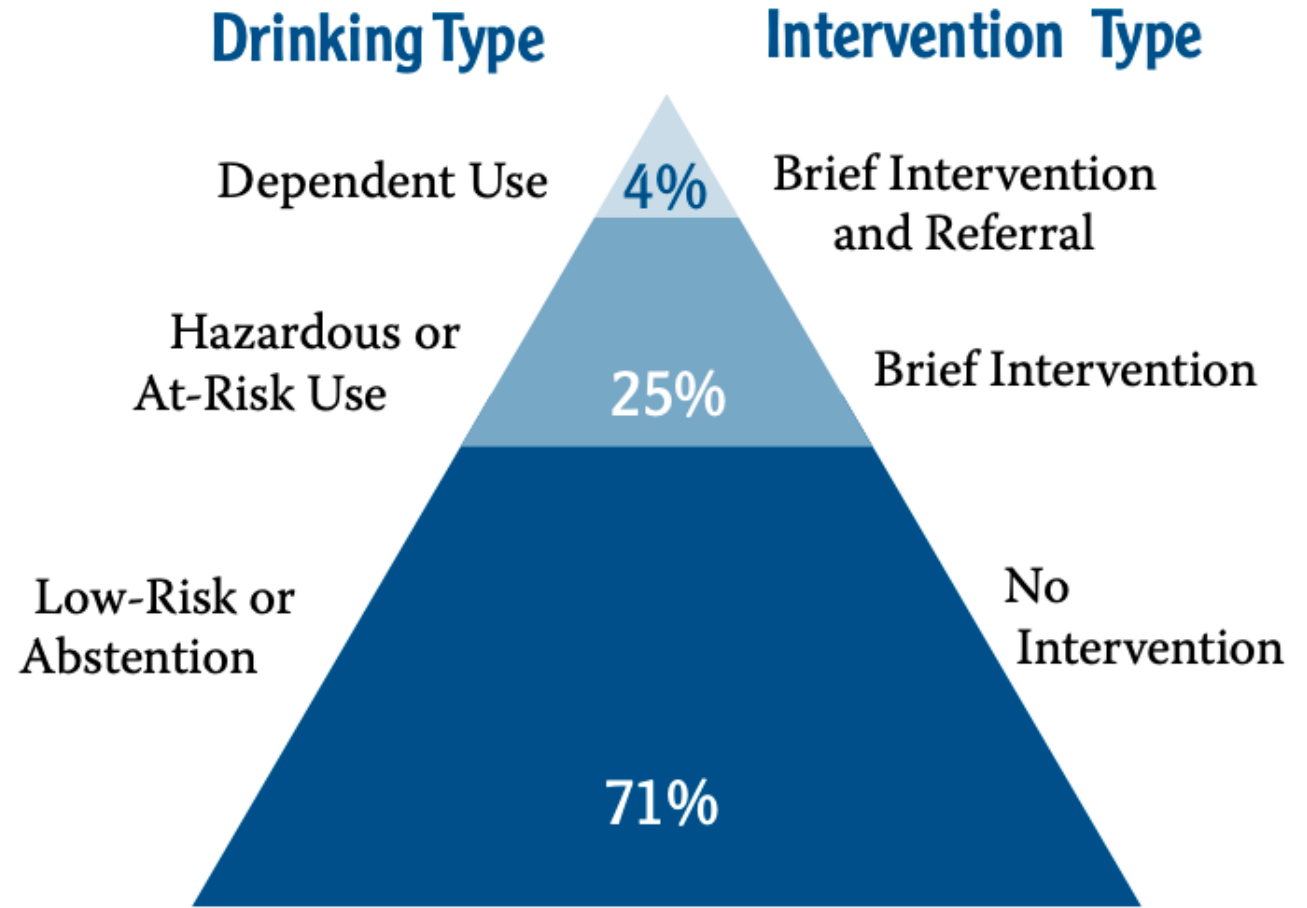 Drinking Type
Intervention Type
Dependent Use
4%
Brief Intervention
and Referral
Hazardous or
At-Risk Use
25%
Brief Intervention
Low-Risk or
Abstention
No
Intervention
71%